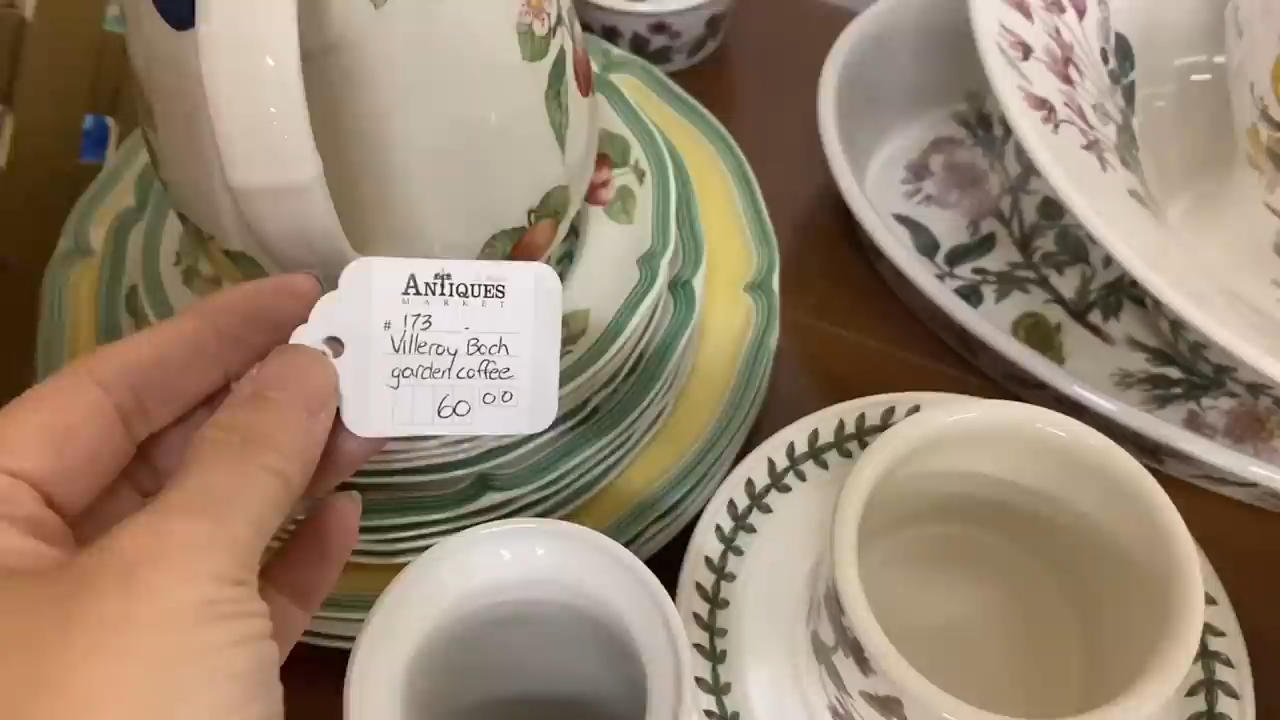 ANTIQUES
MARKET
# 173
Villeroy Boch
garden coffee
60 00